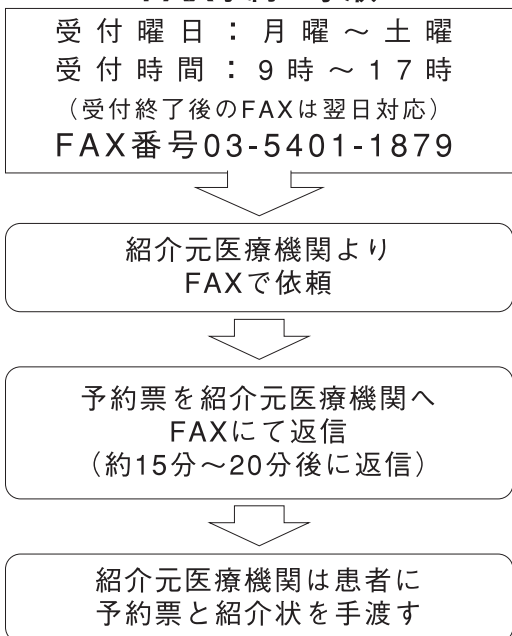 受付曜日：月曜～土曜
受付時間：9時～17時
（受付終了後のFAXは翌日対応）
FAX番号03-5401-1879
紹介元医療機関より
FAXで依頼
予約票を紹介元医療機関へ
FAXにて返信
（約15分～20分後に返信）
紹介元医療機関は患者に
予約票と紹介状を手渡す